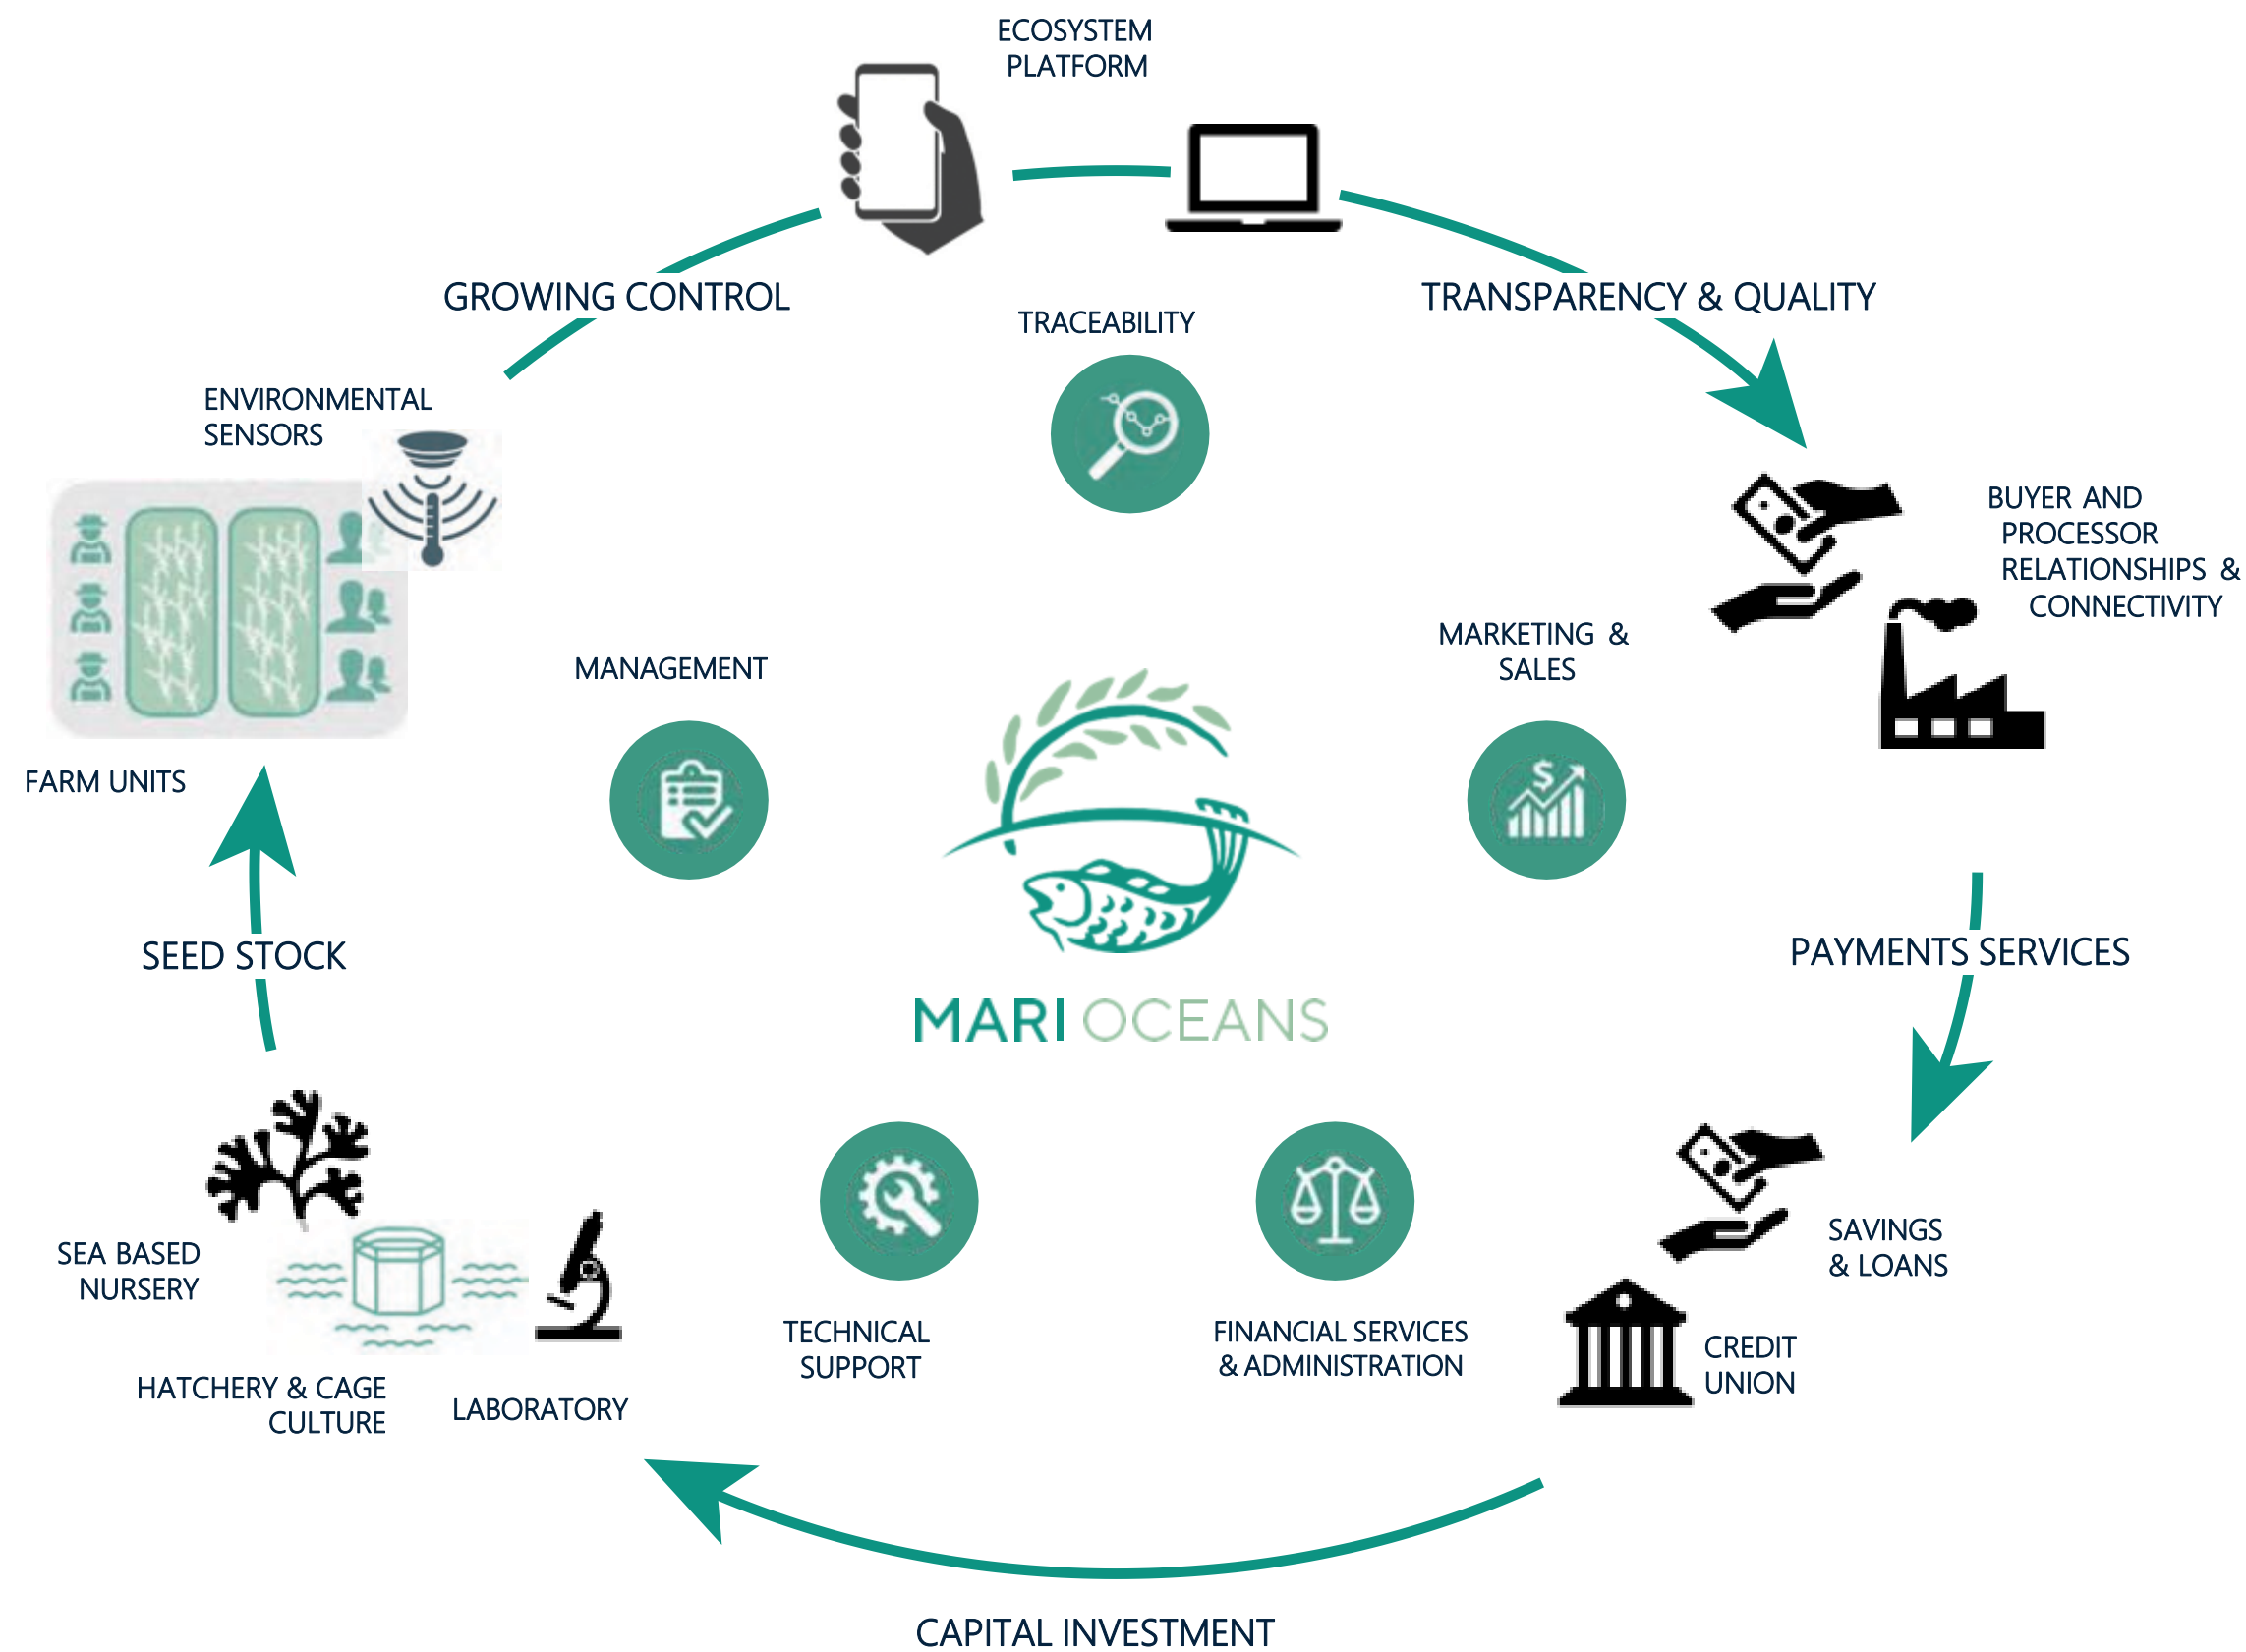 ECOSYSTEM
PLATFORM
GROWING CONTROL
TRANSPARENCY & QUALITY
TRACEABILITY
ENVIRONMENTAL
SENSORS
BUYER AND
PROCESSOR
RELATIONSHIPS &
CONNECTIVITY
MARKETING &
SALES
MANAGEMENT
FARM UNITS
$
SEED STOCK
PAYMENTS SERVICES
MARI OCEANS
SEA BASED
NURSERY
SAVINGS
& LOANS
TECHNICAL
SUPPORT
FINANCIAL SERVICES
& ADMINISTRATION
CREDIT
UNION
HATCHERY & CAGE
CULTURE
LABORATORY
CAPITAL INVESTMENT